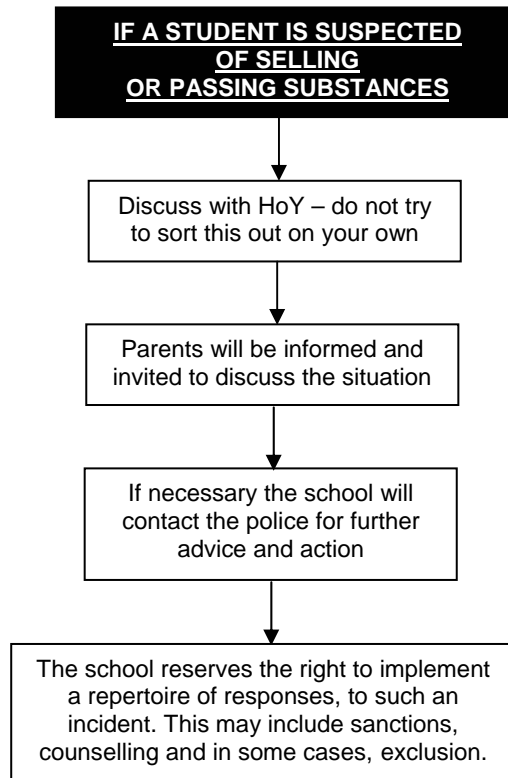 IF A STUDENT IS SUSPECTED
OF SELLING
OR PASSING SUBSTANCES
Discuss with HoY – do not try
to sort this out on your own
Parents will be informed and
invited to discuss the situation
If necessary the school will
contact the police for further
advice and action
The school reserves the right to implement
a repertoire of responses, to such an
incident. This may include sanctions,
counselling and in some cases, exclusion.